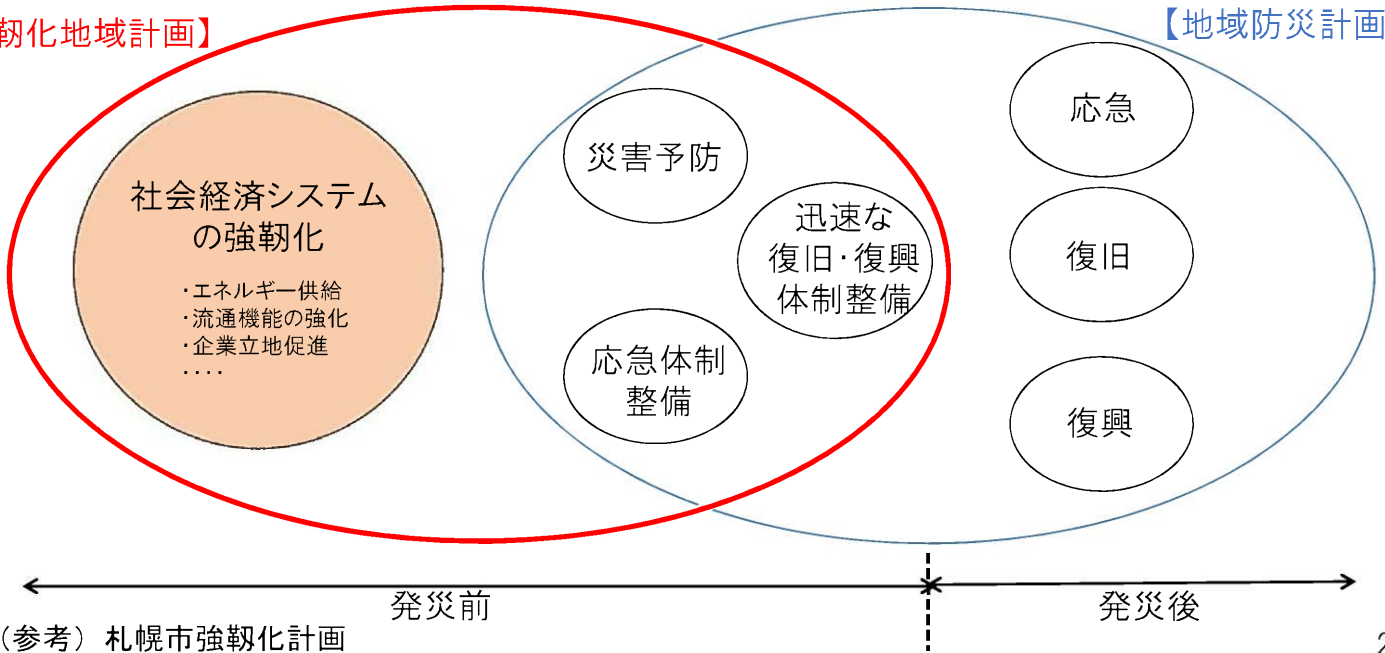 靭化地域計画】
【地域防災計画
社会経済システム
の強靭化
・エネルギー供給
・流通機能の強化
・企業立地促進
・・・・
災害予防
迅速な
復旧・復興
体制整備
応急体制
整備
応急
復旧
復興
発災前
発災後
（参考） 札幌市強靱化計画
2